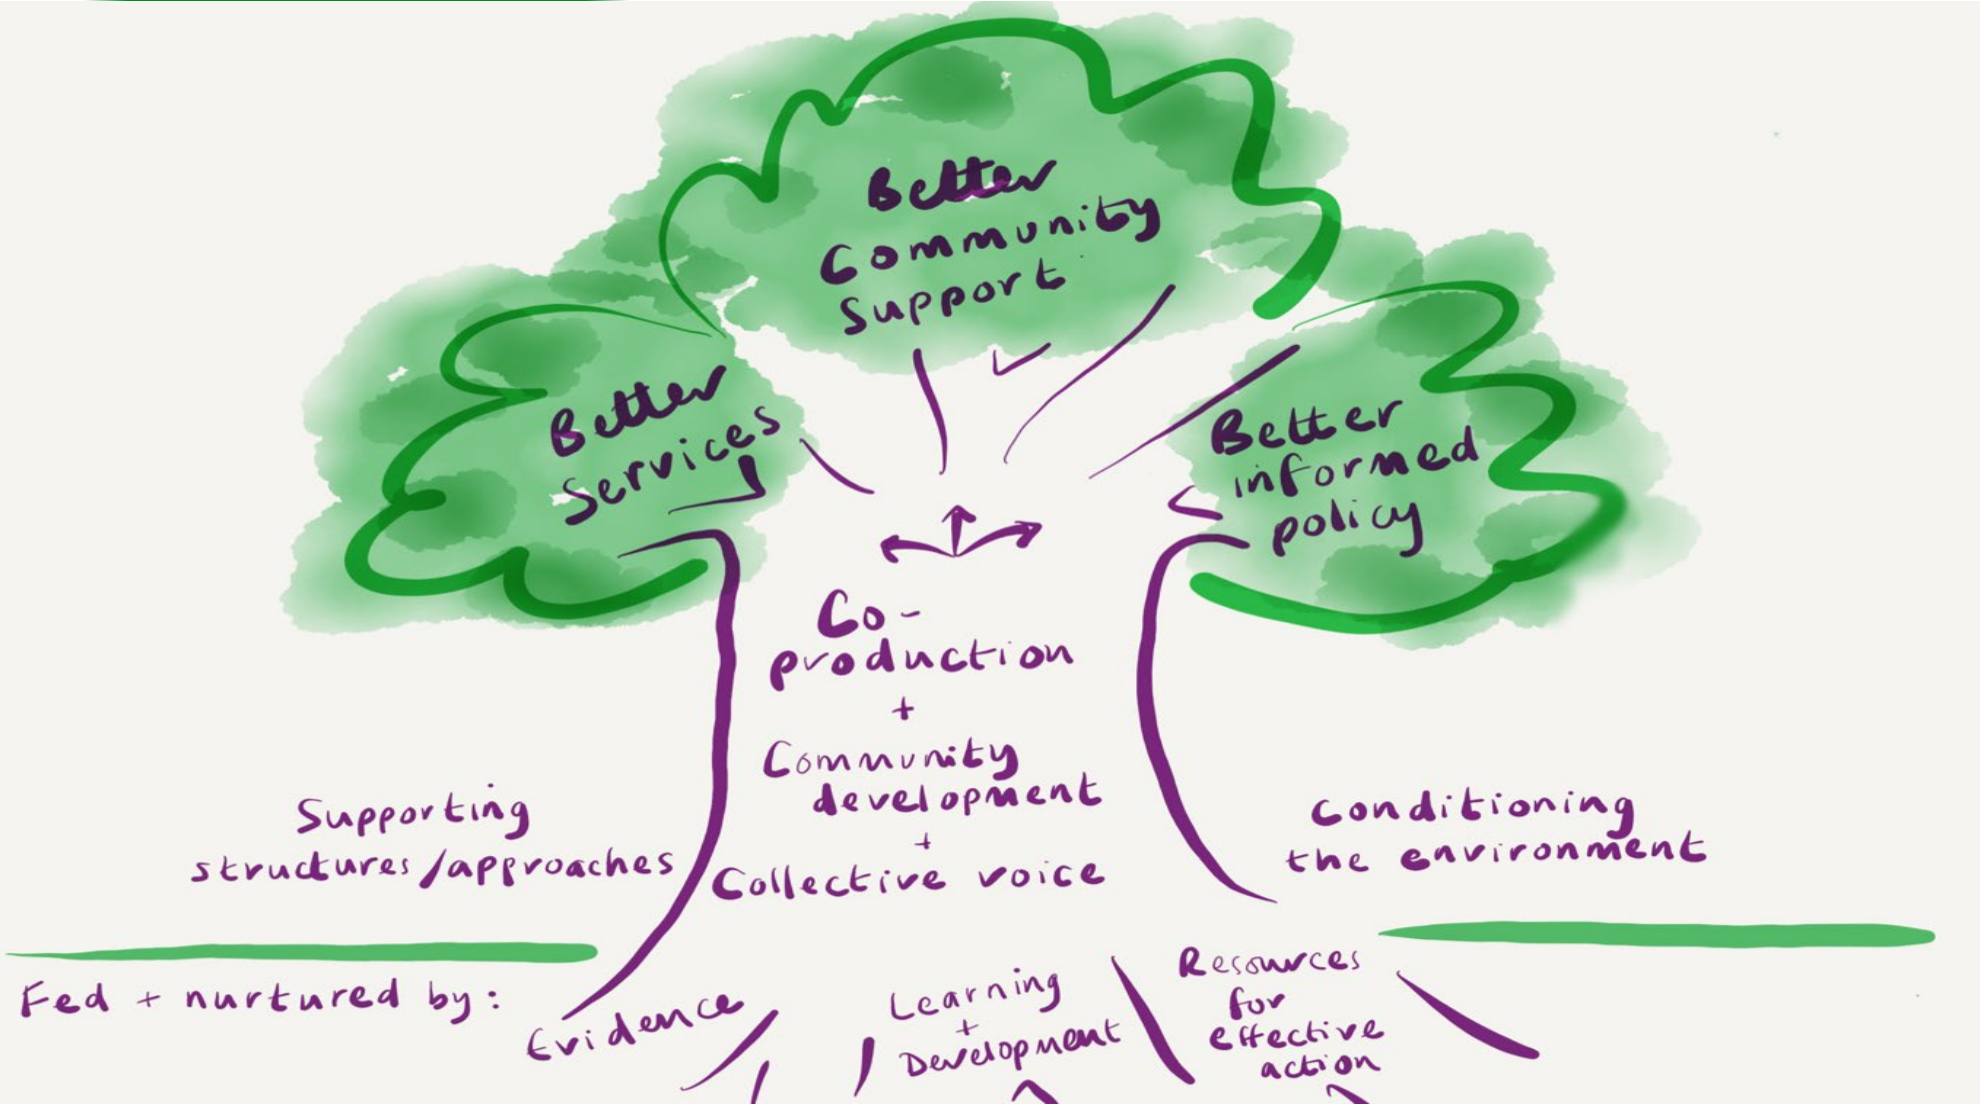 Better
Community
Support
Better
Services
Better
informed
policy
Co-
production
+
Community
development
+
Collective voice
Supporting
structures/approaches
Conditioning
the environment
Fed + nurtured by:
Evidence
Learning
+
Development
Resources
for
effective
action